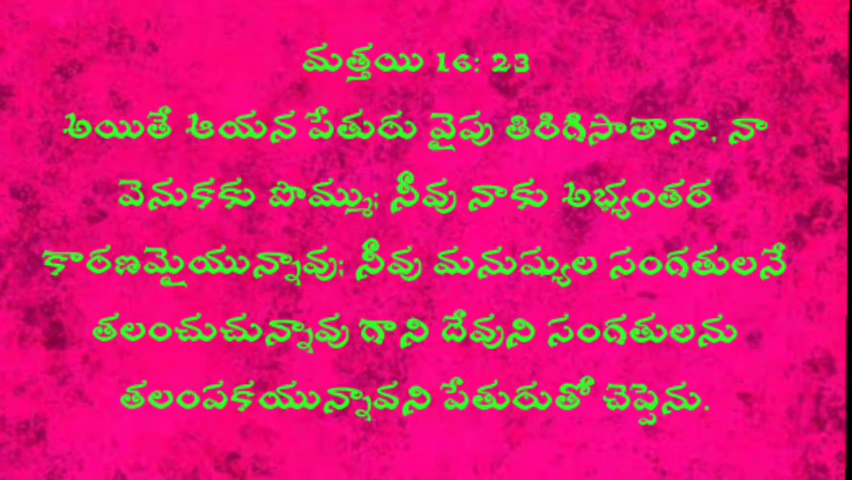 మత్తయి 16: 23
అయితే ఆయన పేతురు వైపు తిరిగిసాతానా, నా
వెనుకకు పొమ్ము; నీవు నాకు అభ్యంతర
కారణమైయున్నావు; నీవు మనుష్యుల సంగతులనే
తలంచుచున్నావు గాని దేవుని సంగతులను
తలంపకయున్నావని పేతురుతో చెప్పెను.